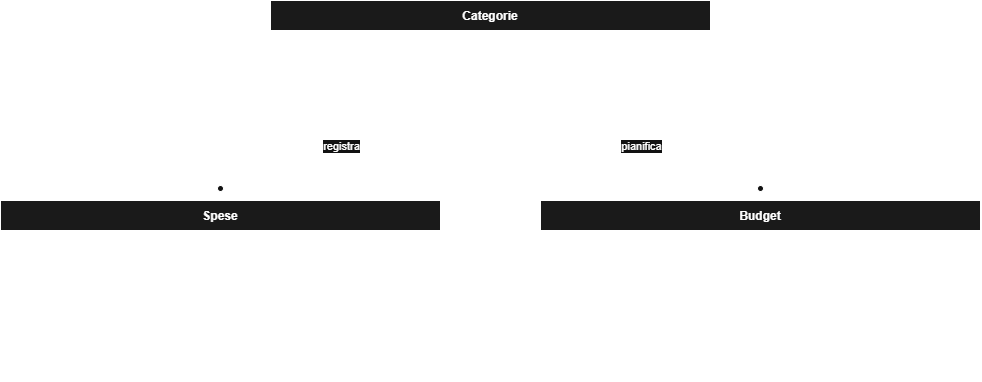 Categorie
registra
pianifica
Spese
Budget